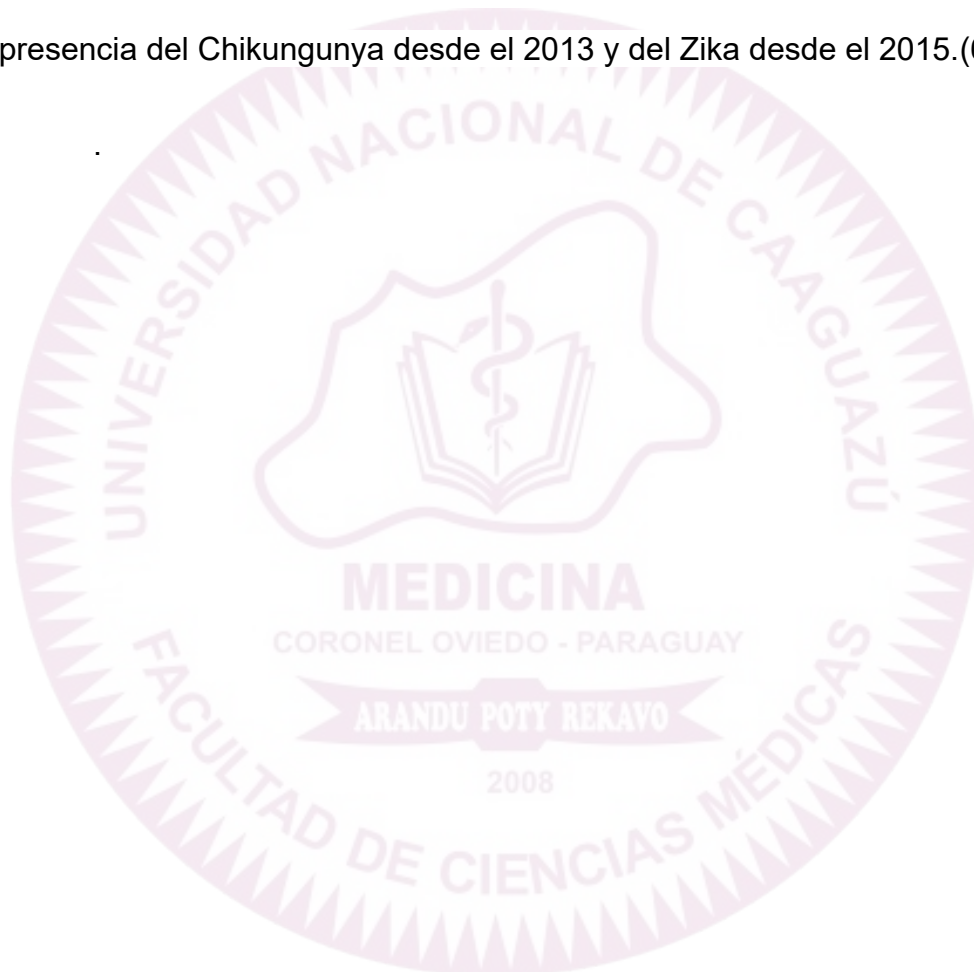 presencia del Chikungunya desde el 2013 y del Zika desde el 2015.(
.
UNIVERSIDAD NACIONAL DE CAAGUAZÚ
MEDICINA
CORONEL OVIEDO - PARAGUAY
ARANDU POTY REKAVO
2008
FACULTAD DE CIENCIAS MÉDICAS